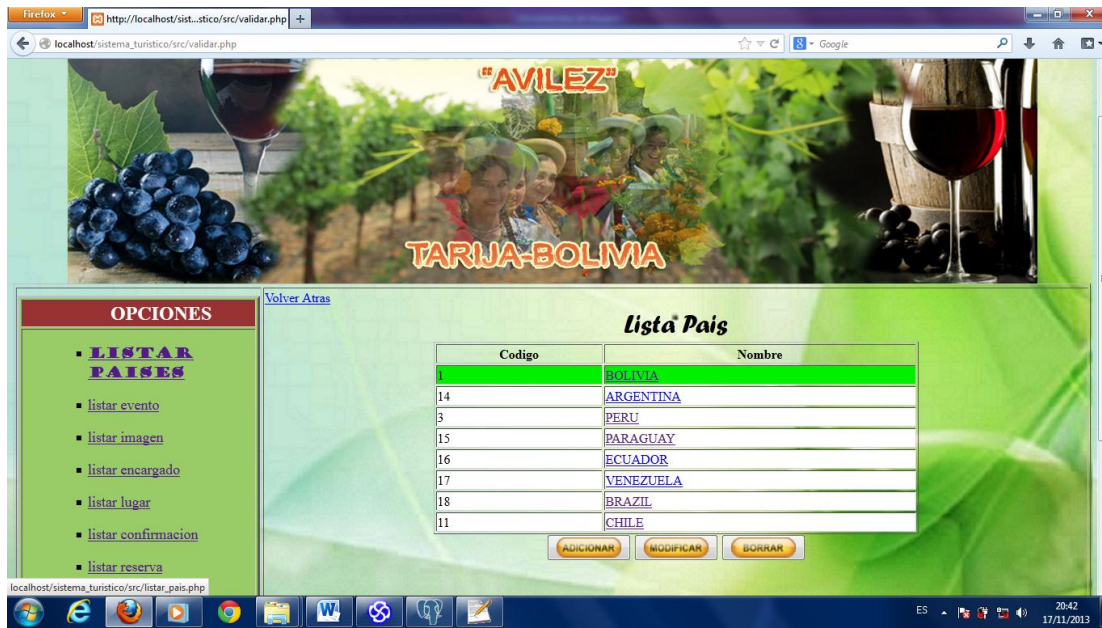 Firefox
http://localhost/sist...stico/src/validar.php
localhost/sistema_turistico/src/validar.php
Google
"AVILEZ"
TARIJA-BOLIVIA
OPCIONES
LISTAR PAISES
listar evento
listar imagen
listar encargado
listar lugar
listar confirmacion
listar reserva
Volver Atras
Lista Pais
Codigo Nombre
1 BOLIVIA
14 ARGENTINA
3 PERU
15 PARAGUAY
16 ECUADOR
17 VENEZUELA
18 BRAZIL
11 CHILE
ADICIONAR MODIFICAR BORRAR
localhost/sistema_turistico/src/listar_pais.php
ES
20:42
17/11/2013